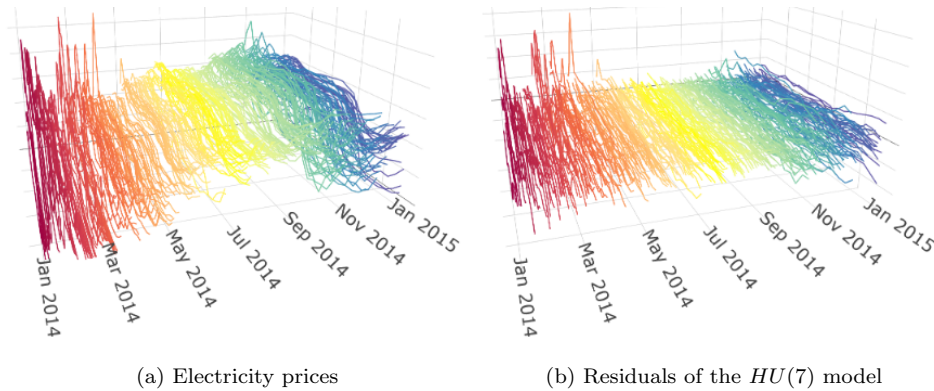 Jan 2014
Mar 2014
May 2014
Jul 2014
Sep 2014
Nov 2014
Jan 2015
Jan 2014
Mar 2014
May 2014
Jul 2014
Sep 2014
Nov 2014
Jan 2015
(a) Electricity prices
(b) Residuals of the HU(7) model